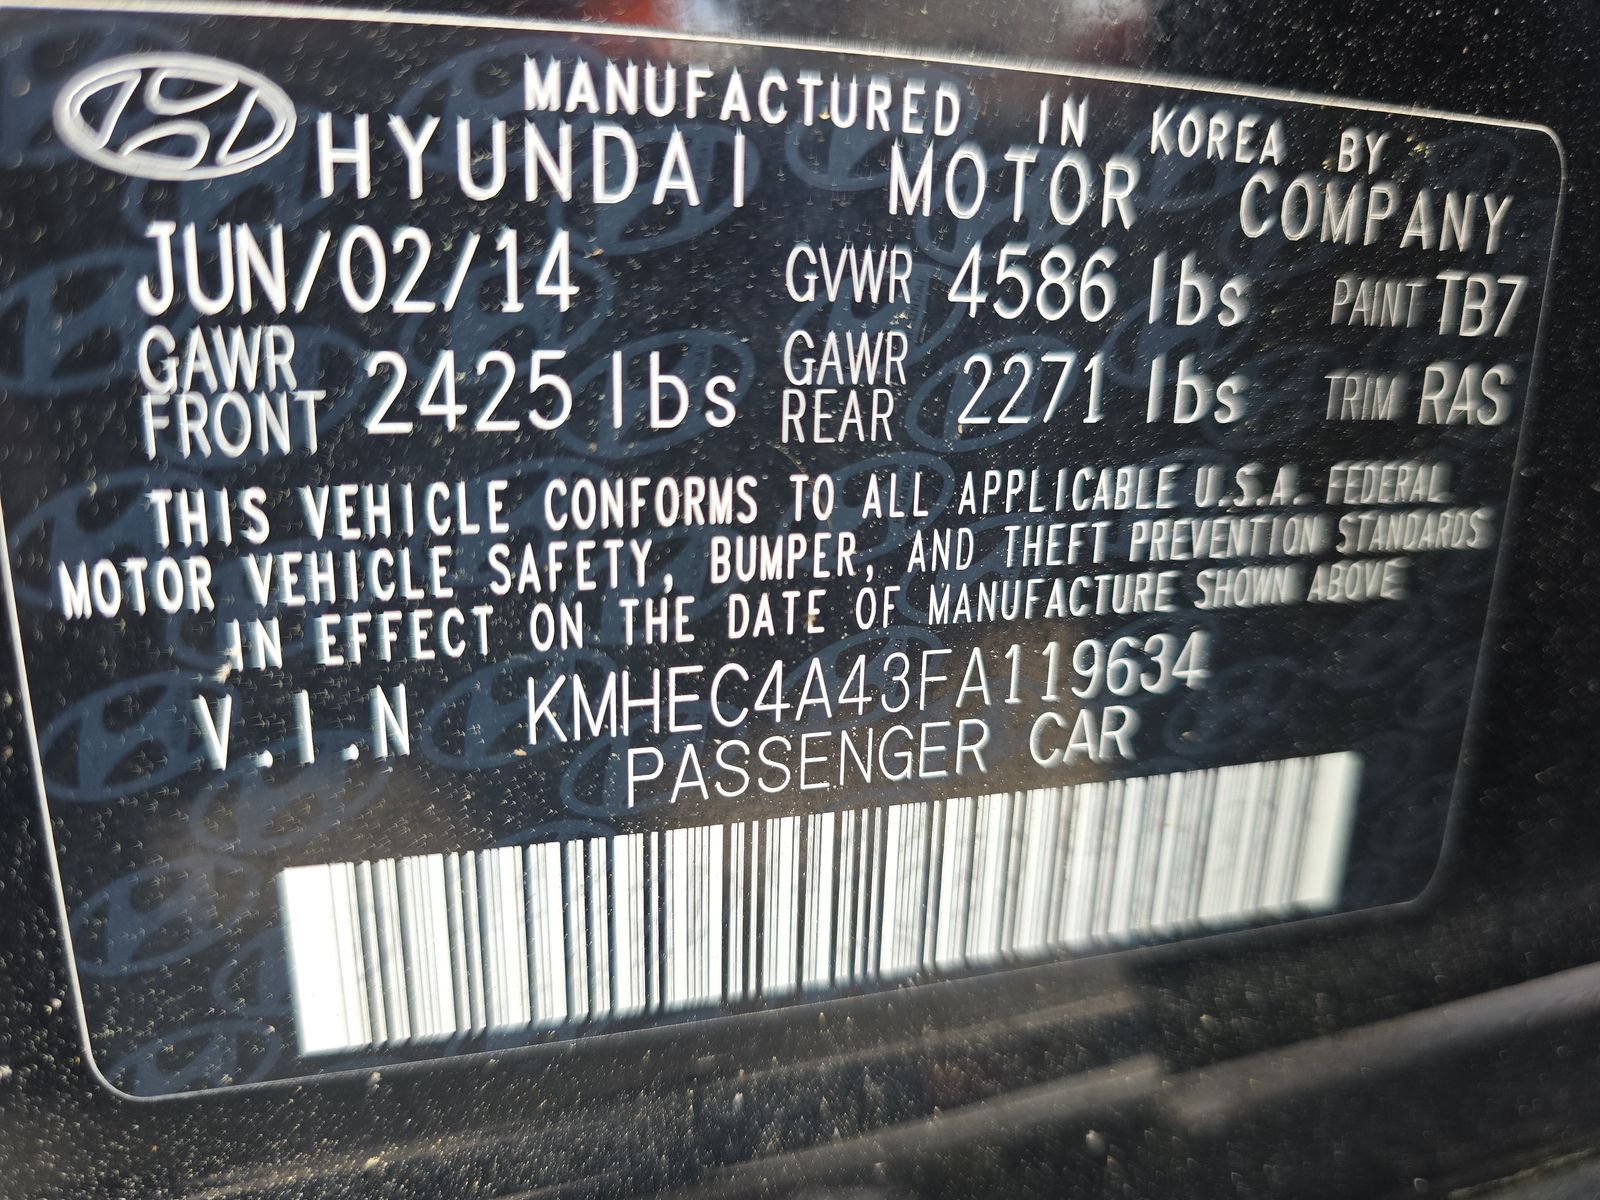 MANUFACTURED IN KOREA BY
HYUNDAI MOTOR COMPANY
JUN/02/14 GVWR 4586 lbs PAINT TB7
GAWR FRONT 2425 lbs GAWR REAR 2271 lbs TRIM RAS
THIS VEHICLE CONFORMS TO ALL APPLICABLE U.S.A. FEDERAL
MOTOR VEHICLE SAFETY, BUMPER, AND THEFT PREVENTION STANDARDS
IN EFFECT ON THE DATE OF MANUFACTURE SHOWN ABOVE
V.I.N KMHEC4A43FA119634
PASSENGER CAR